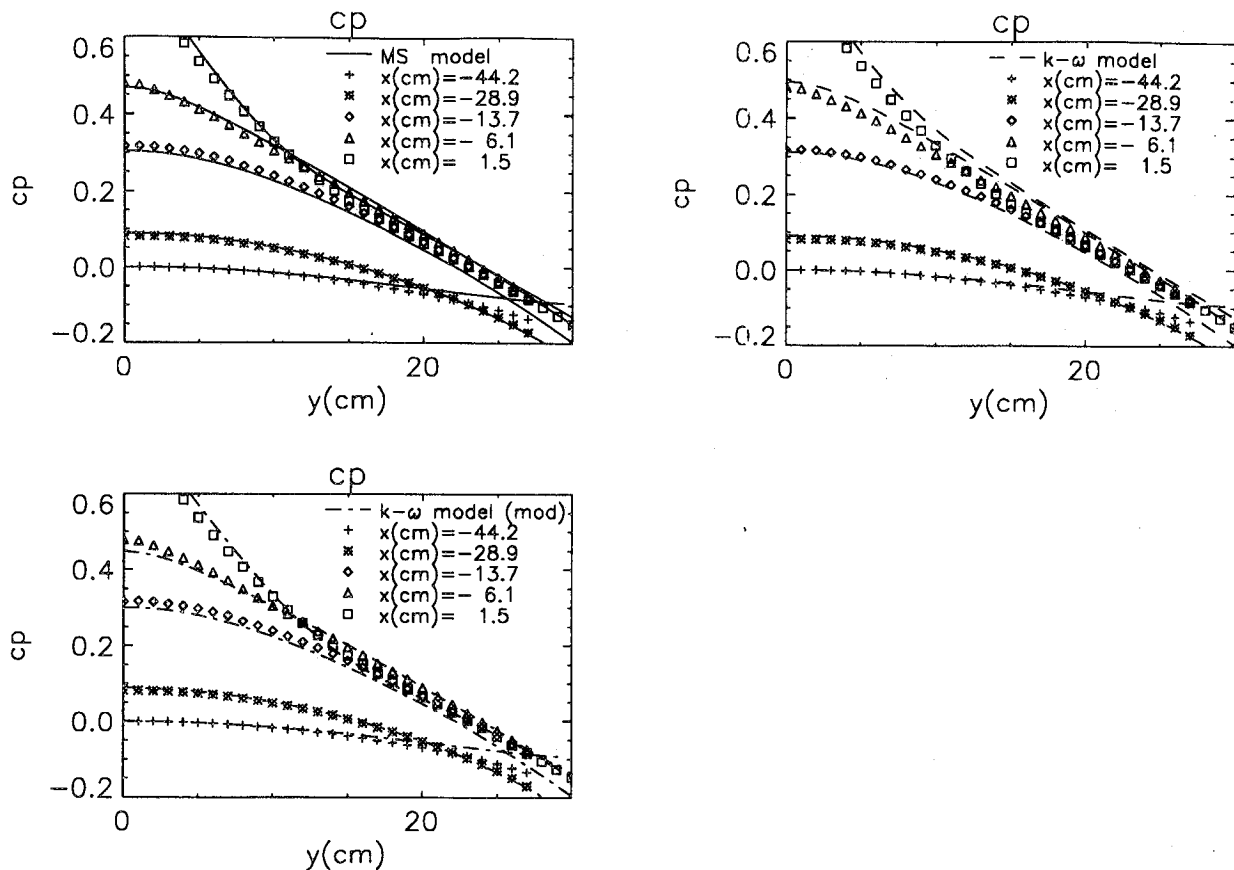 cp
0.6
0.4
0.2
0.0
-0.2
cp
MS model
x(cm)=-44.2
x(cm)=-28.9
x(cm)=-13.7
x(cm)=- 6.1
x(cm)= 1.5
0
20
y(cm)
cp
0.6
0.4
0.2
0.0
-0.2
cp
k-ω model
x(cm)=-44.2
x(cm)=-28.9
x(cm)=-13.7
x(cm)=- 6.1
x(cm)= 1.5
0
20
y(cm)
cp
0.6
0.4
0.2
0.0
-0.2
cp
k-ω model (mod)
x(cm)=-44.2
x(cm)=-28.9
x(cm)=-13.7
x(cm)=- 6.1
x(cm)= 1.5
0
20
y(cm)